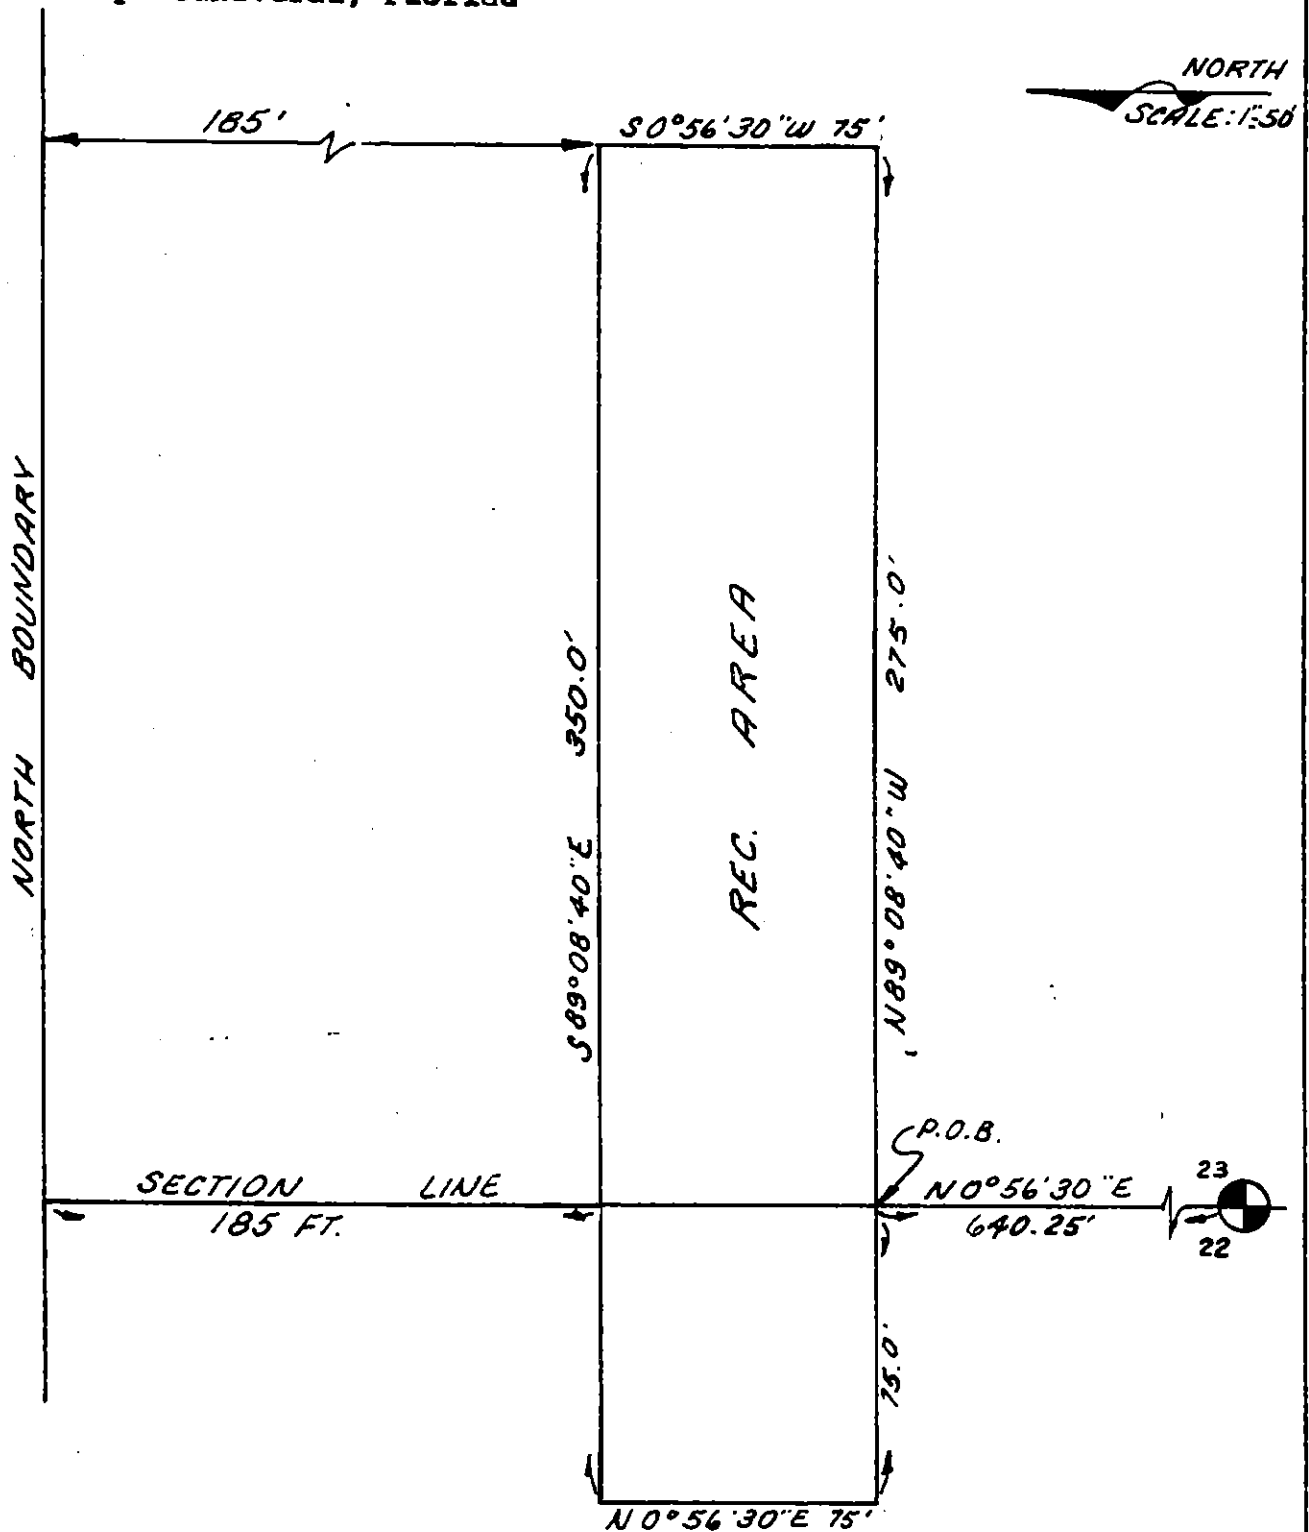 Florida
NORTH
SCALE: 1"=50'
185'
S 0°56'30"W 75'
NORTH BOUNDARY
S 89°08'40"E 350.0'
REC. AREA
N 89°08'40"W 275.0'
P.O.B.
SECTION LINE
185 FT.
N 0°56'30"E
640.25'
23
22
75.0'
N 0°56'30"E 75'